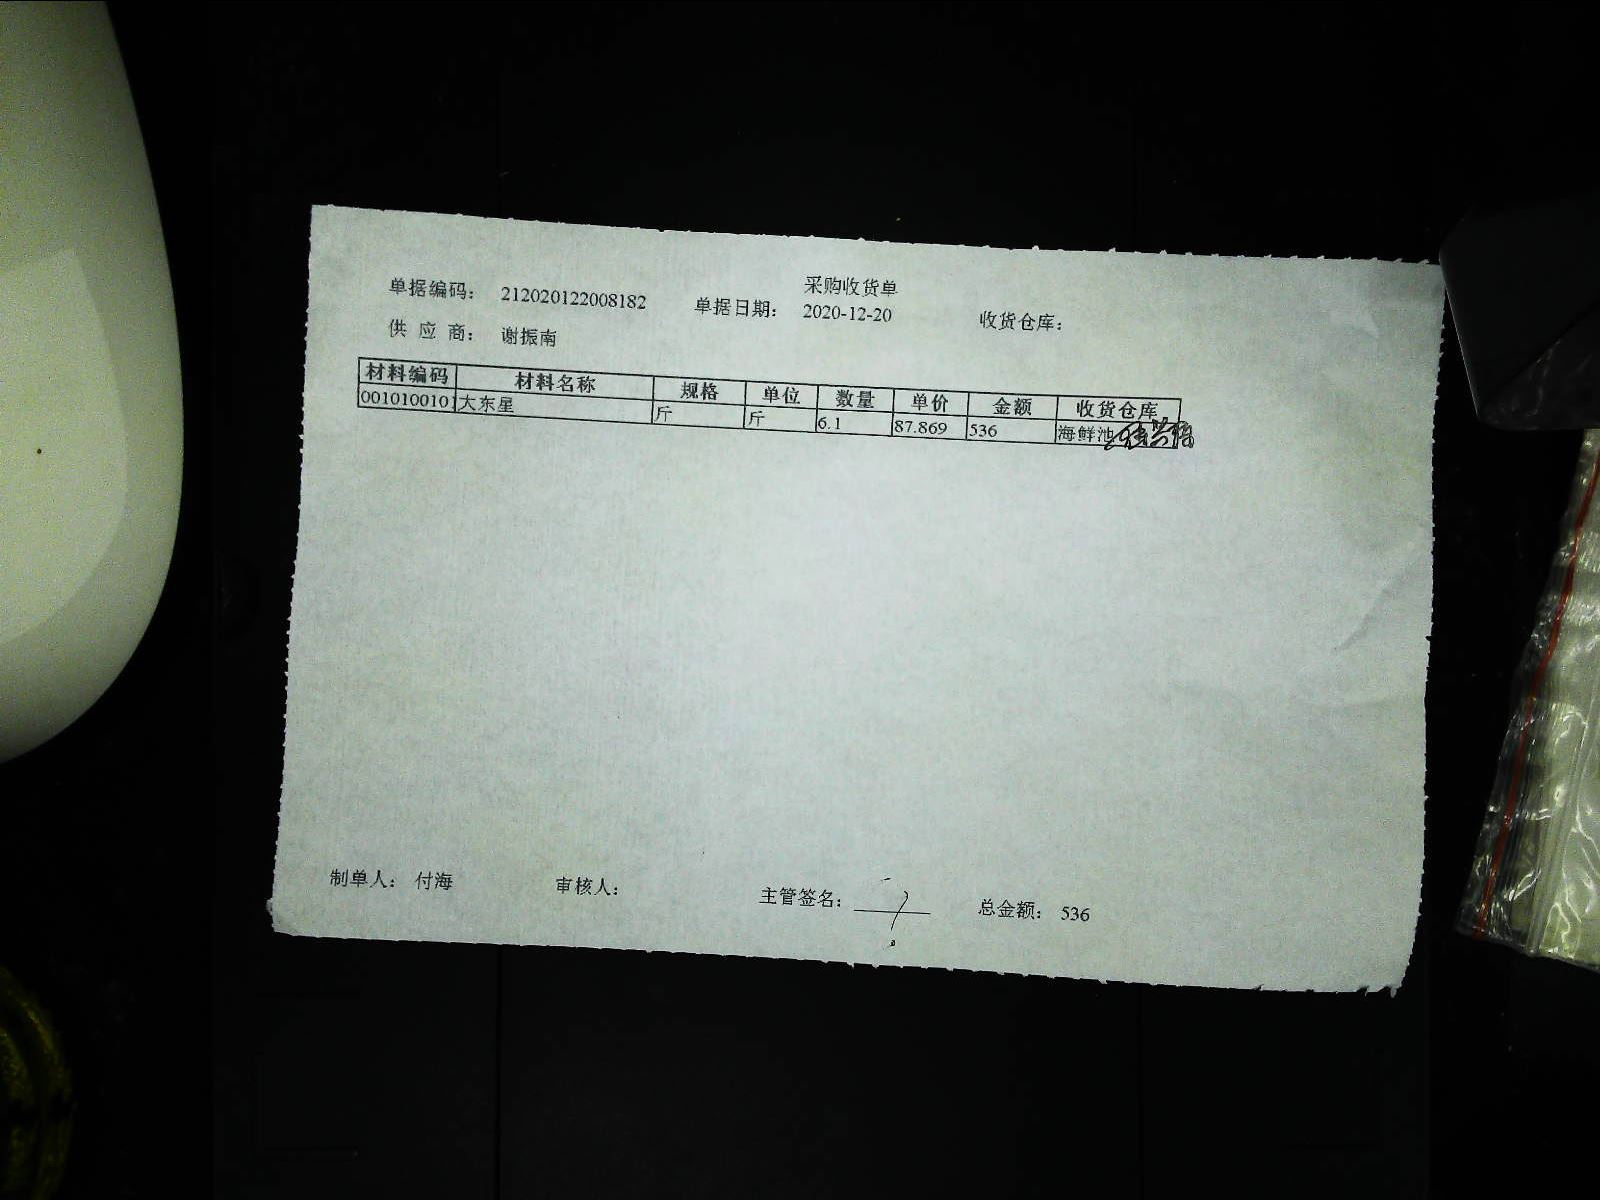 采购收货单
单据编码： 212020122008182 单据日期： 2020-12-20 收货仓库：
供 应 商： 谢振南
材料编码 材料名称 规格 单位 数量 单价 金额 收货仓库
0010100101 大东星 斤 斤 6.1 87.869 536 海鲜池
制单人： 付海 审核人： 主管签名： 总金额： 536